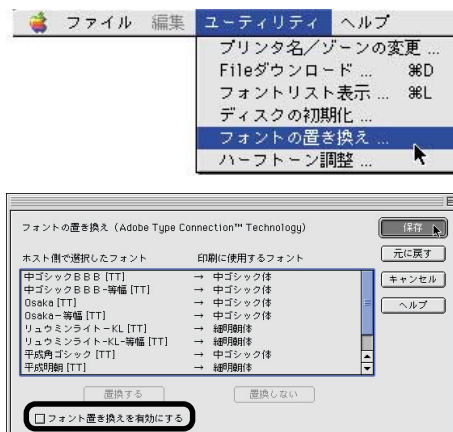 ファイル 編集 ユーティリティ ヘルプ
プリンタ名／ゾーンの変更 ...
Fileダウンロード ... ⌘D
フォントリスト表示 ... ⌘L
ディスクの初期化 ...
フォントの置き換え ...
ハーフトーン調整 ...
フォントの置き換え (Adobe Type Connection™ Technology)
保存
元に戻す
キャンセル
ヘルプ
ホスト側で選択したフォント 印刷に使用するフォント
中ゴシックＢＢＢ [TT] → 中ゴシック体
中ゴシックＢＢＢ-等幅 [TT] → 中ゴシック体
Osaka [TT] → 中ゴシック体
Osaka－等幅 [TT] → 中ゴシック体
リュウミンライト－KL [TT] → 細明朝体
リュウミンライト-KL-等幅 [TT] → 細明朝体
平成角ゴシック [TT] → 中ゴシック体
平成明朝 [TT] → 細明朝体
置換する 置換しない
フォント置き換えを有効にする